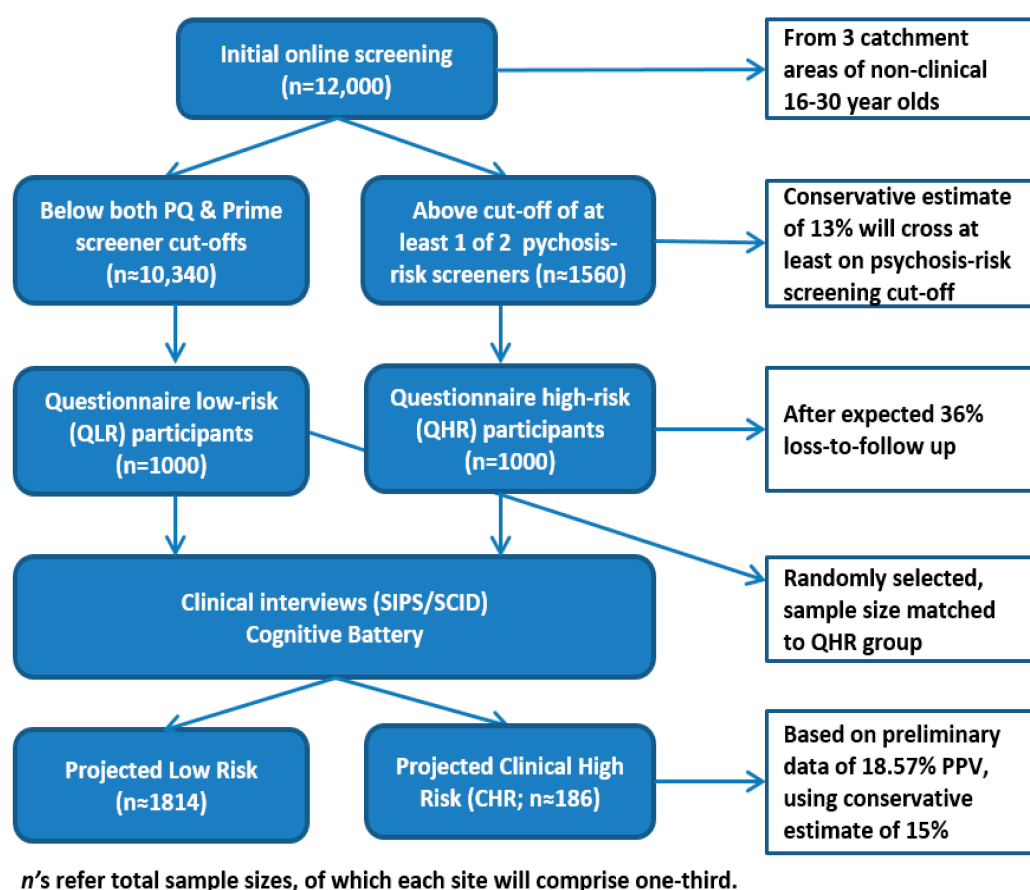 Initial online screening
(n=12,000)
From 3 catchment
areas of non-clinical
16-30 year olds
Below both PQ & Prime
screener cut-offs
(n≈10,340)
Above cut-off of at
least 1 of 2 pychosis-
risk screeners (n≈1560)
Conservative estimate
of 13% will cross at
least on psychosis-risk
screening cut-off
Questionnaire low-risk
(QLR) participants
(n=1000)
Questionnaire high-risk
(QHR) participants
(n=1000)
After expected 36%
loss-to-follow up
Clinical interviews (SIPS/SCID)
Cognitive Battery
Randomly selected,
sample size matched
to QHR group
Projected Low Risk
(n≈1814)
Projected Clinical High
Risk (CHR; n≈186)
Based on preliminary
data of 18.57% PPV,
using conservative
estimate of 15%
n's refer total sample sizes, of which each site will comprise one-third.